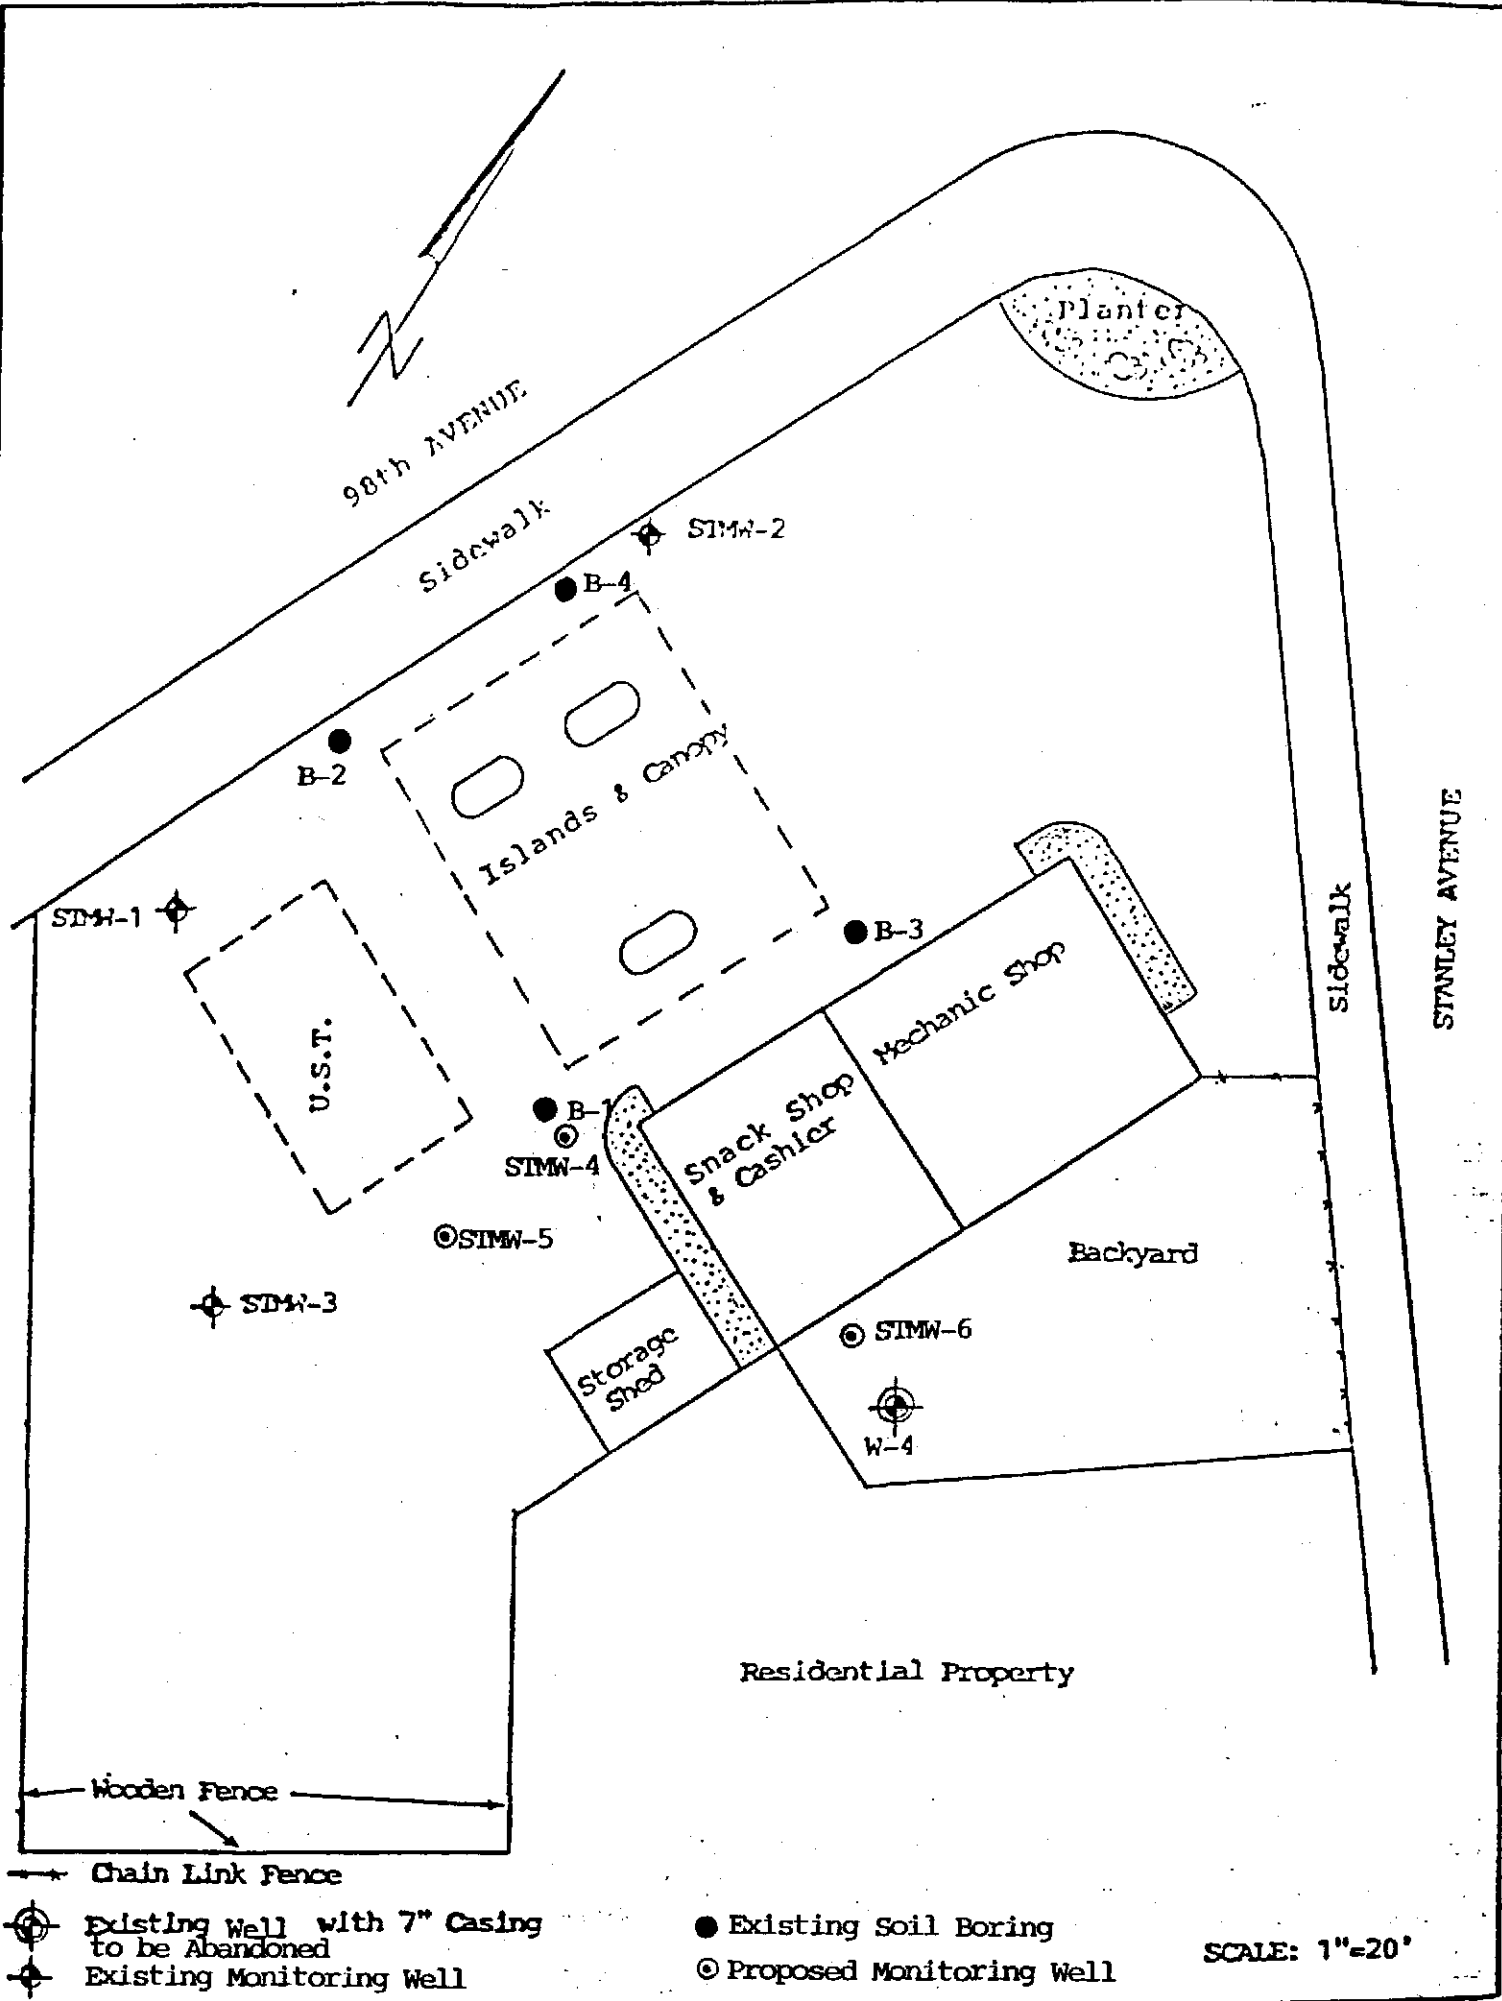 Planter
N
98th AVENUE
Sidewalk
STMW-2
B-4
B-2
Islands & Canopy
STMW-1
B-3
U.S.T.
Mechanic Shop
Sidewalk
STANLEY AVENUE
B-1
STMW-4
Snack Shop
& Cashier
STMW-5
Backyard
STMW-3
STMW-6
Storage
Shed
W-4
Residential Property
Wooden Fence
Chain Link Fence
Existing Well with 7" Casing
to be Abandoned
Existing Monitoring Well
Existing Soil Boring
Proposed Monitoring Well
SCALE: 1"=20'